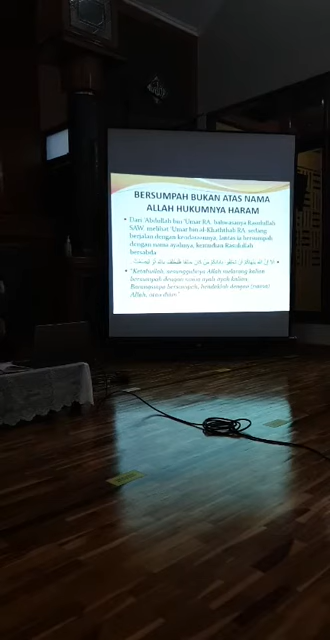 BERSUMPAH BUKAN ATAS NAMA
ALLAH HUKUMNYA HARAM
• Dari 'Abdullah bin 'Umar RA, bahwasanya Rasulullah
SAW. melihat 'Umar bin al-Khaththab RA, sedang
berjalan dengan kendaraannya, lantas ia bersumpah
dengan nama ayahnya, kemudian Rasulullah
bersabda
• "Ketahuilah, sesungguhnya Allah melarang kalian
bersumpah dengan nama ayah-ayah kalian.
Barangsiapa bersumpah, hendaklah dengan (nama)
Allah, atau diam"